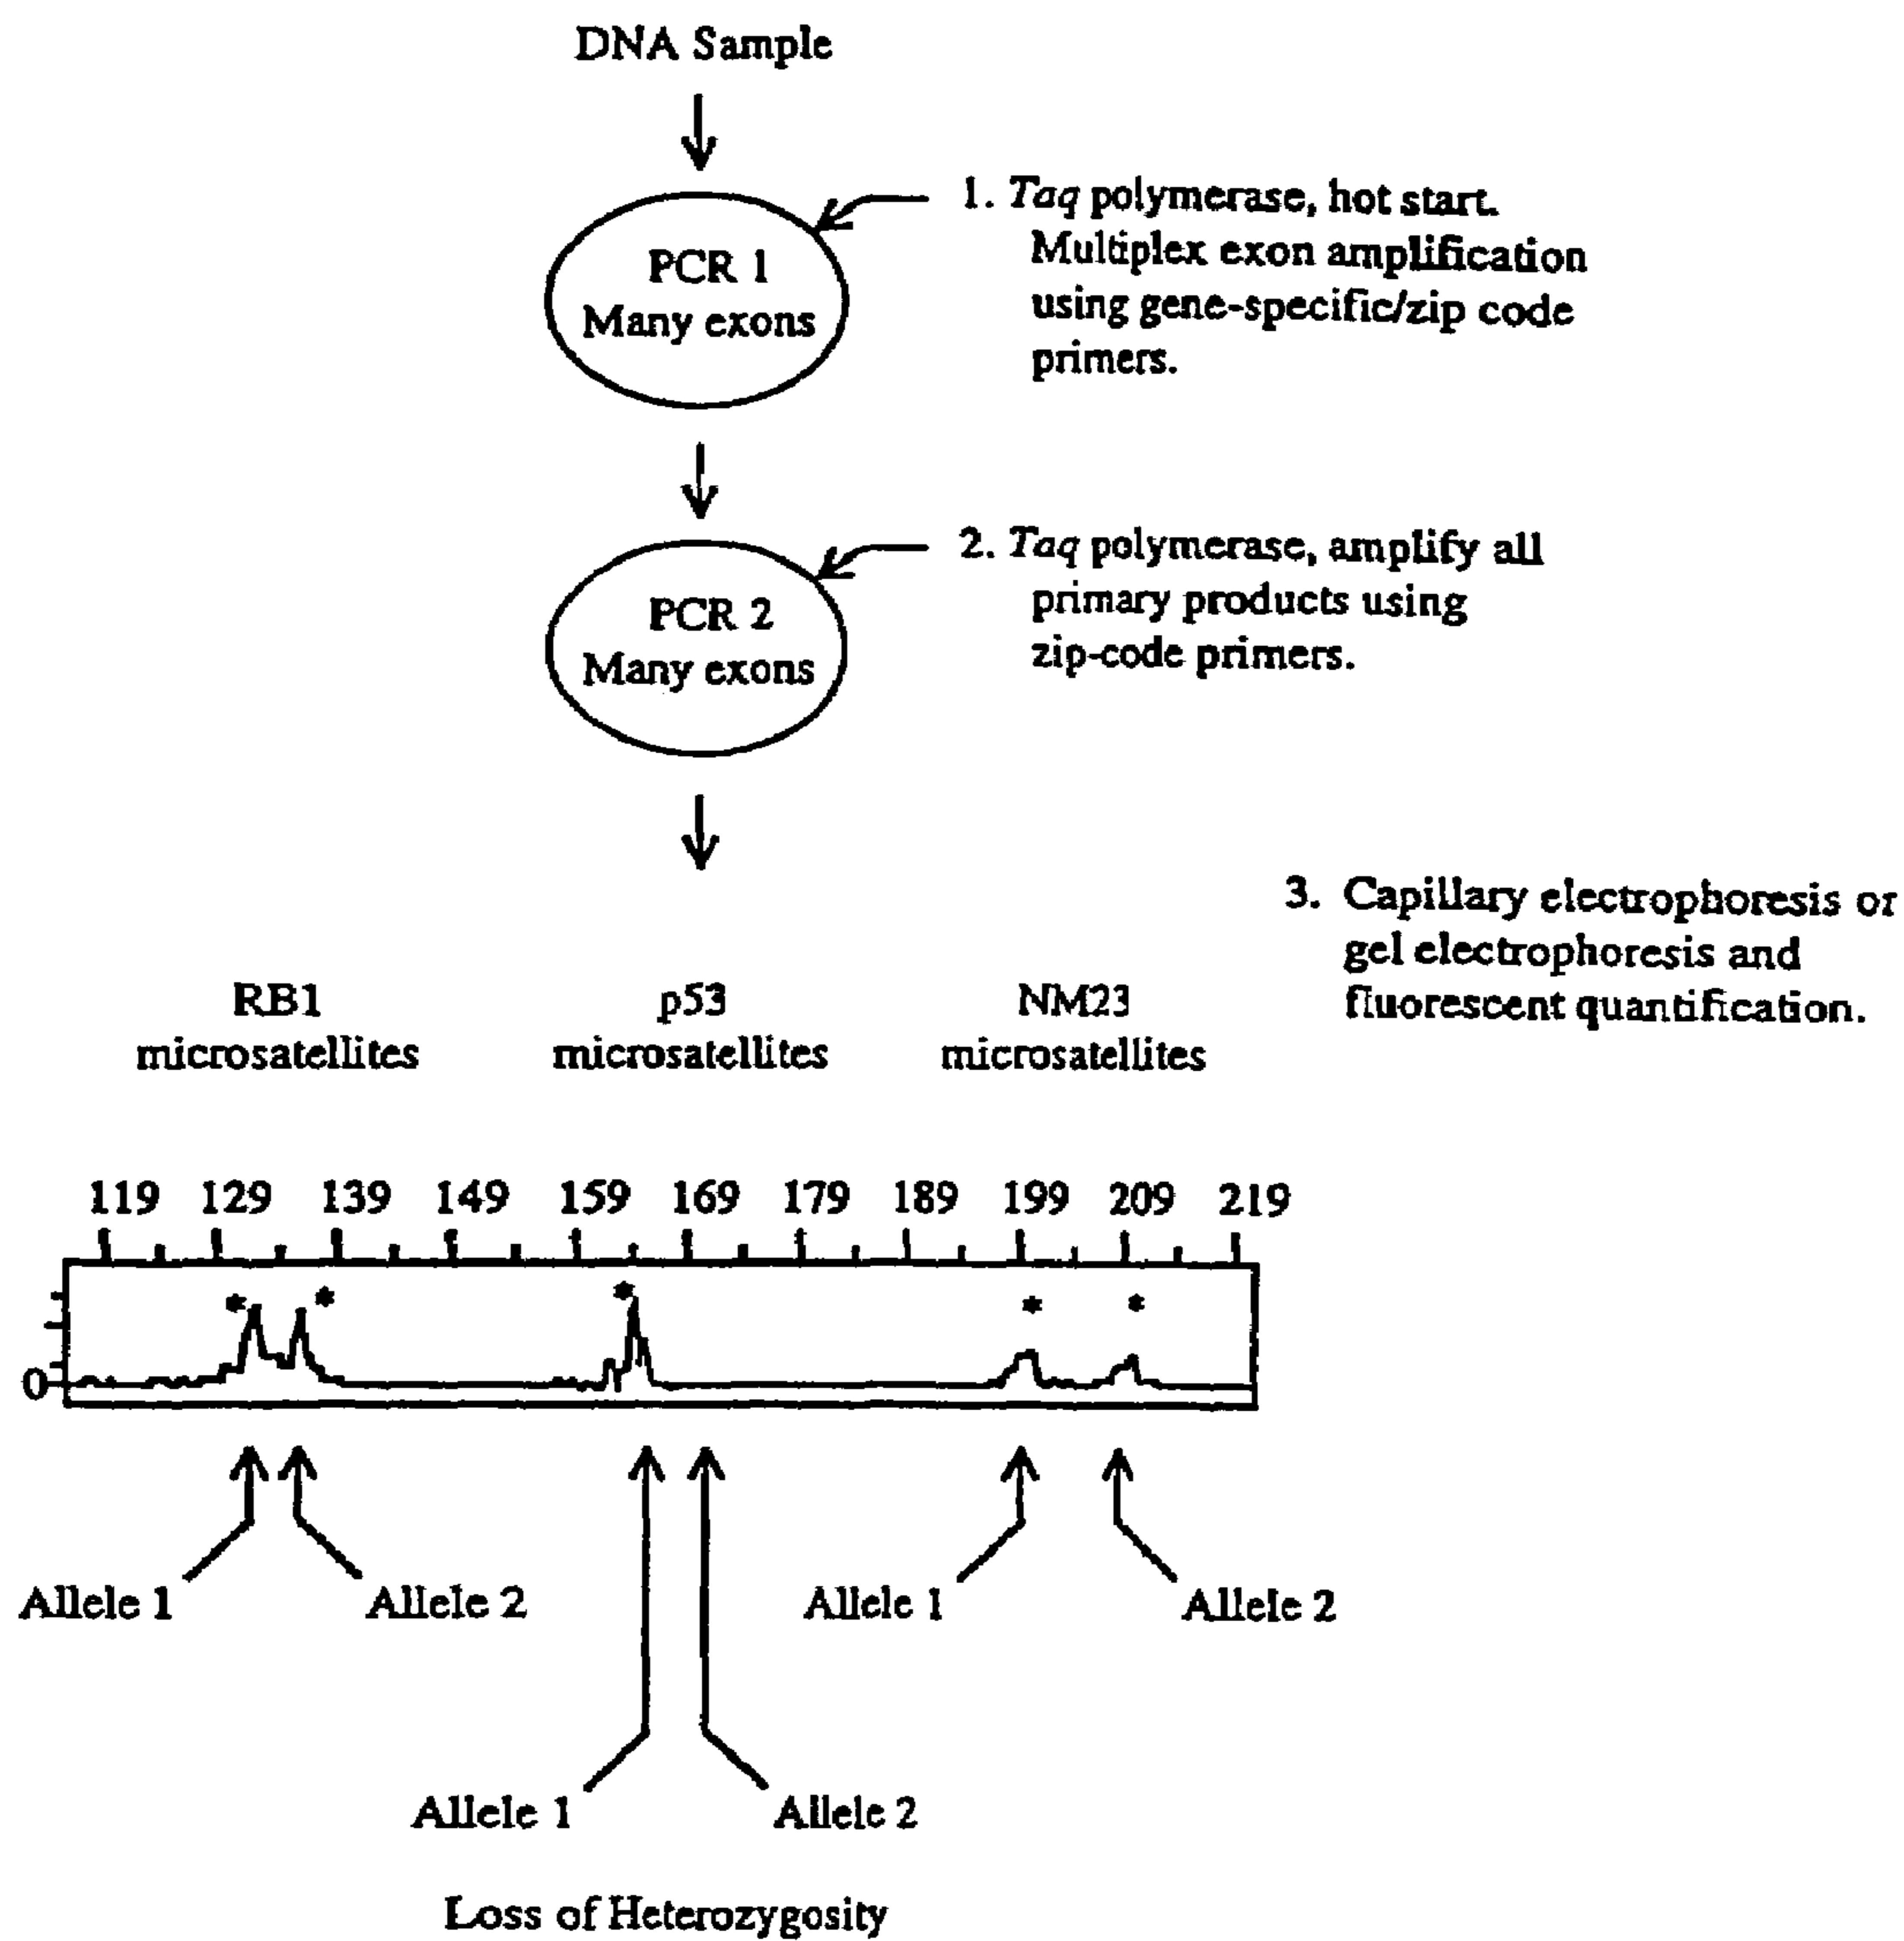 DNA Sample
PCR 1
Many exons
1. Taq polymerase, hot start.
Multiplex exon amplification
using gene-specific/zip code
primers.
PCR 2
Many exons
2. Taq polymerase, amplify all
primary products using
zip-code primers.
3. Capillary electrophoresis or
gel electrophoresis and
fluorescent quantification.
RB1
microsatellites
p53
microsatellites
NM23
microsatellites
119 129 139 149 159 169 179 189 199 209 219
* * * * *
0
Allele 1 Allele 2 Allele 1 Allele 2
Allele 1 Allele 2
Loss of Heterozygosity